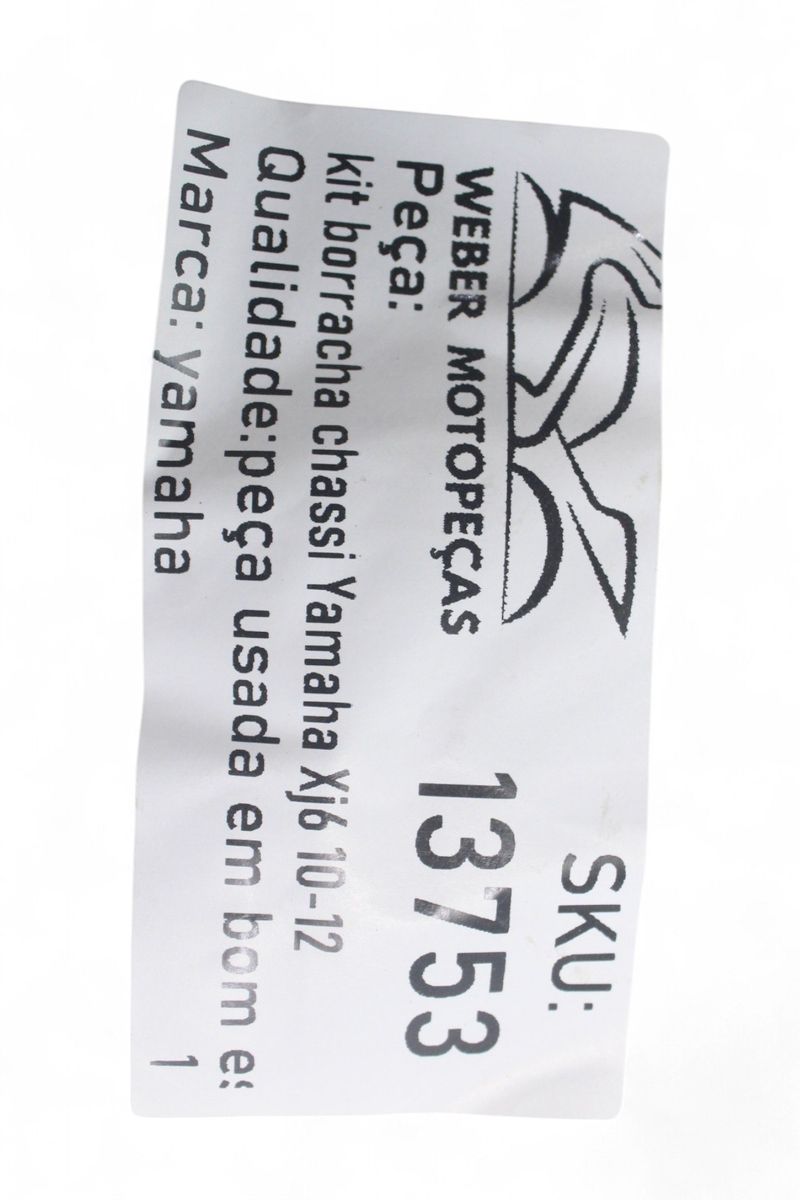 WEBER MOTOPEÇAS
SKU:
13753
Peça:
kit borracha chassi Yamaha Xj6 10-12
Qualidade:peça usada em bom es
Marca: yamaha
1